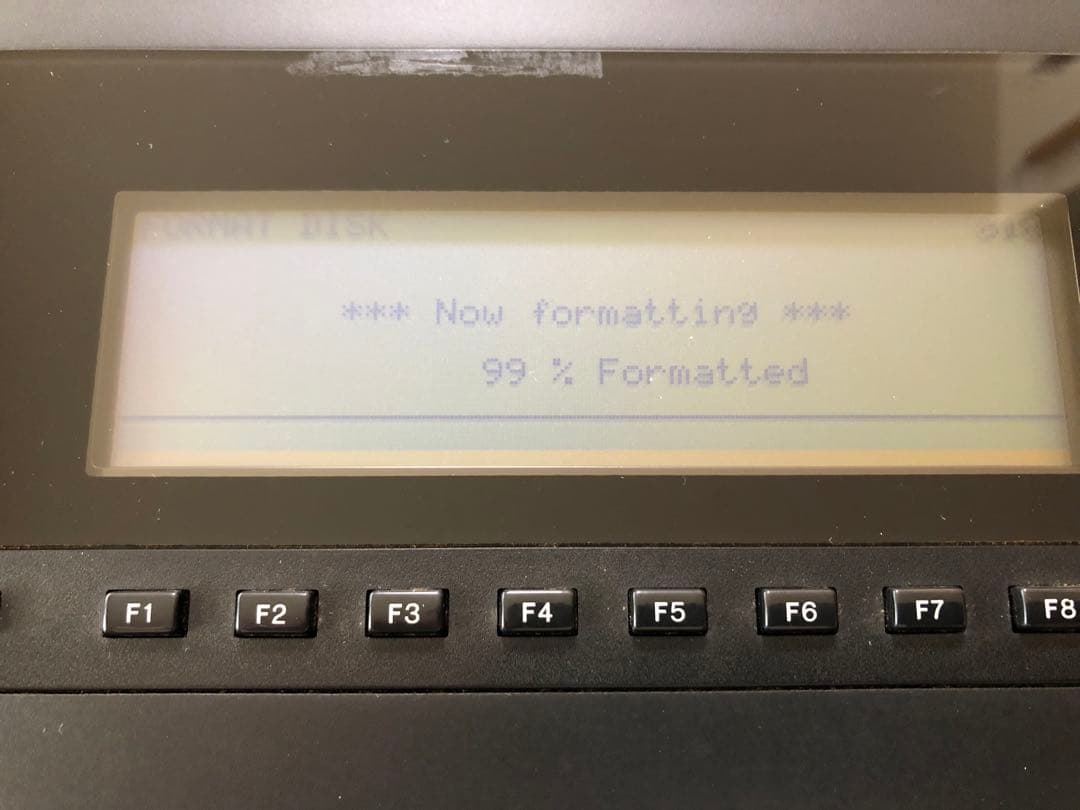 FORMAT DISK
*** Now formatting ***
99 % Formatted
F1 F2 F3 F4 F5 F6 F7 F8